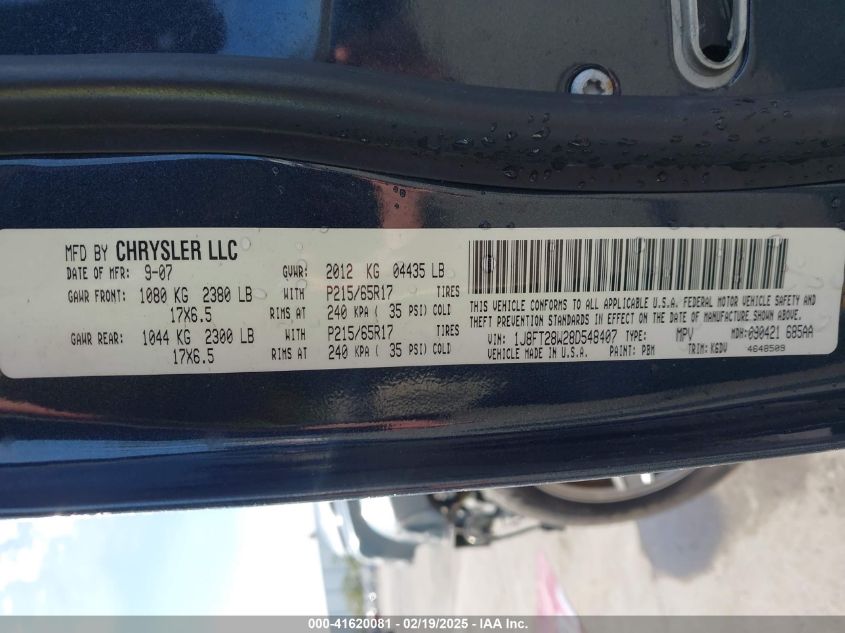 MFD BY CHRYSLER LLC
DATE OF MFR: 9-07 GVWR: 2012 KG 04435 LB
GAWR FRONT: 1080 KG 2380 LB WITH P215/65R17 TIRES
17X6.5 RIMS AT 240 KPA ( 35 PSI) COLD
GAWR REAR: 1044 KG 2300 LB WITH P215/65R17 TIRES
17X6.5 RIMS AT 240 KPA ( 35 PSI) COLD
THIS VEHICLE CONFORMS TO ALL APPLICABLE U.S.A. FEDERAL MOTOR VEHICLE SAFETY AND
THEFT PREVENTION STANDARDS IN EFFECT ON THE DATE OF MANUFACTURE SHOWN ABOVE.
VIN: 1J8FT28W28D548407 TYPE: MPV MDH:090421 685AA
VEHICLE MADE IN U.S.A. PAINT: PBM TRIM: K6DV 4648509
000-41620081 - 02/19/2025 - IAA Inc.